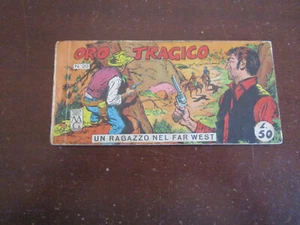 ORO TRAGICO
UN RAGAZZO NEL FAR WEST
L. 50